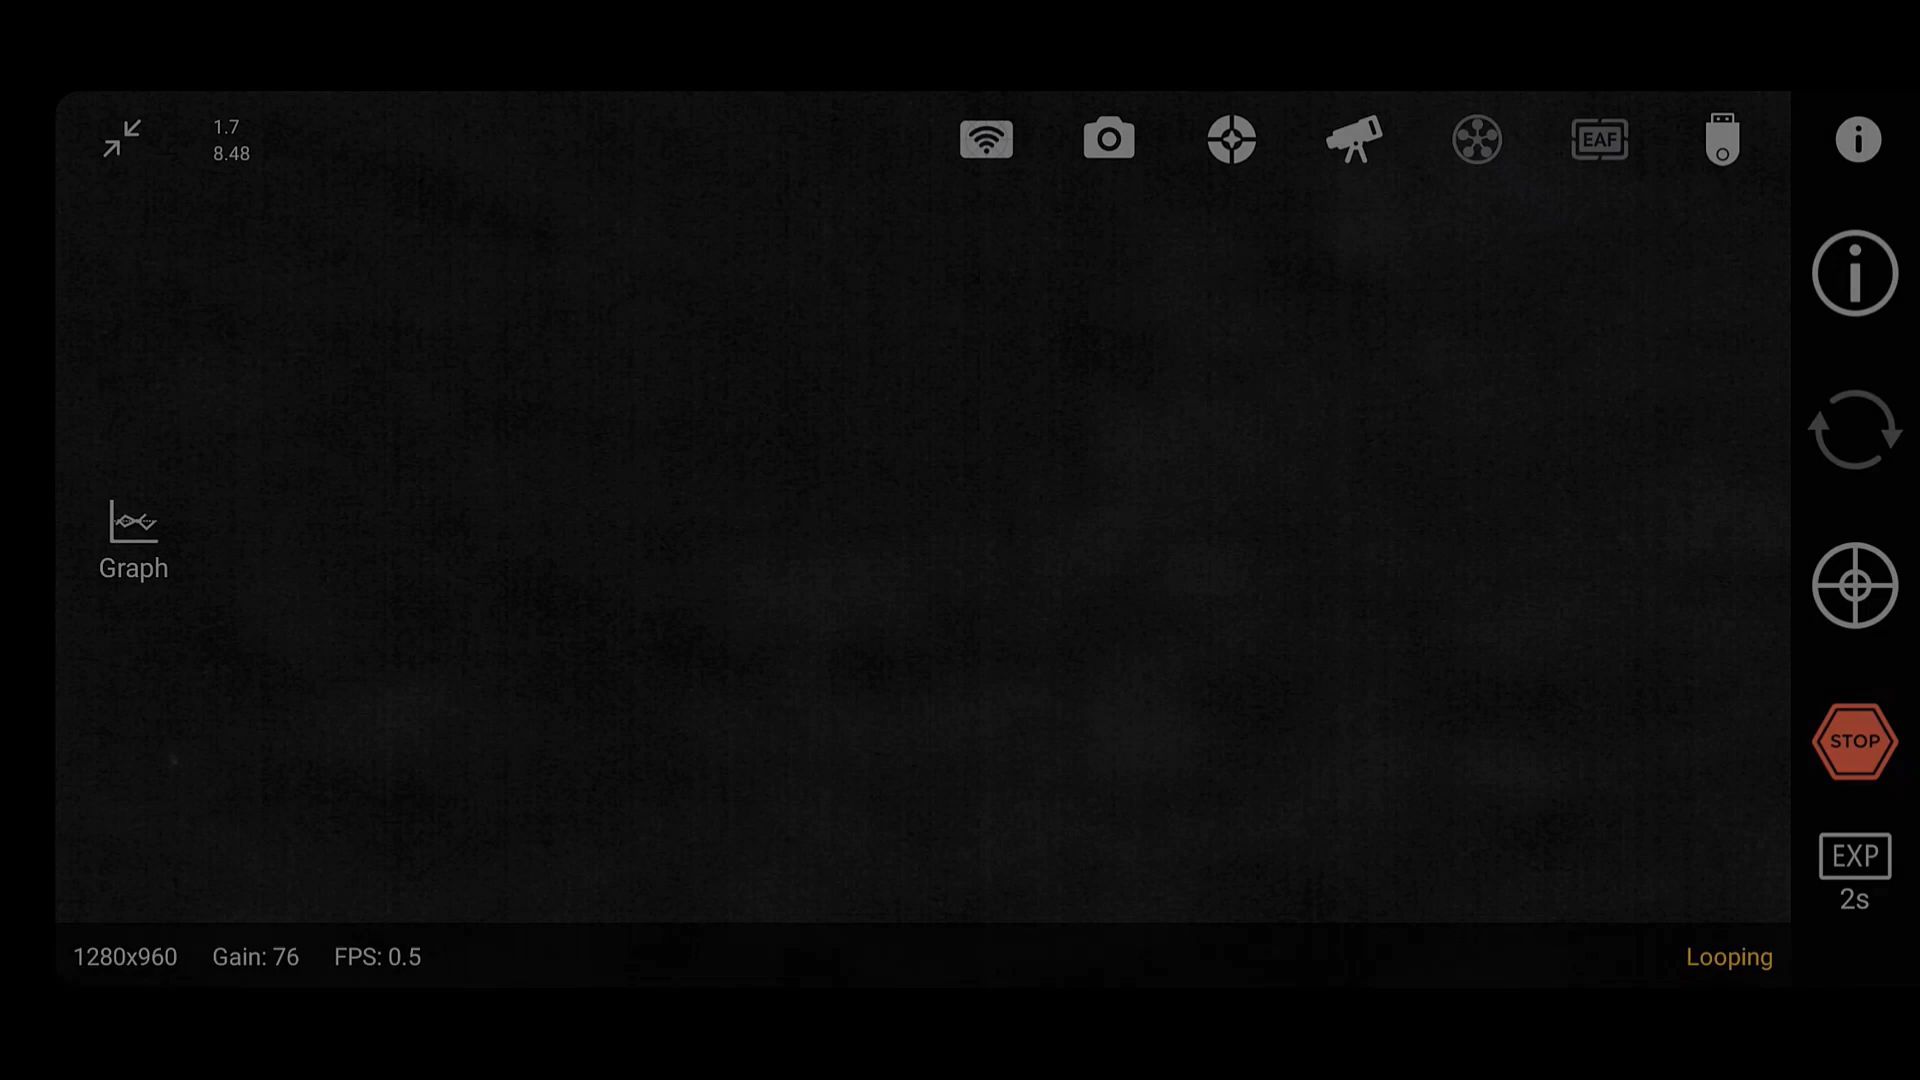 1.7
8.48
EAF
Graph
STOP
EXP
2s
1280x960 Gain: 76 FPS: 0.5 Looping